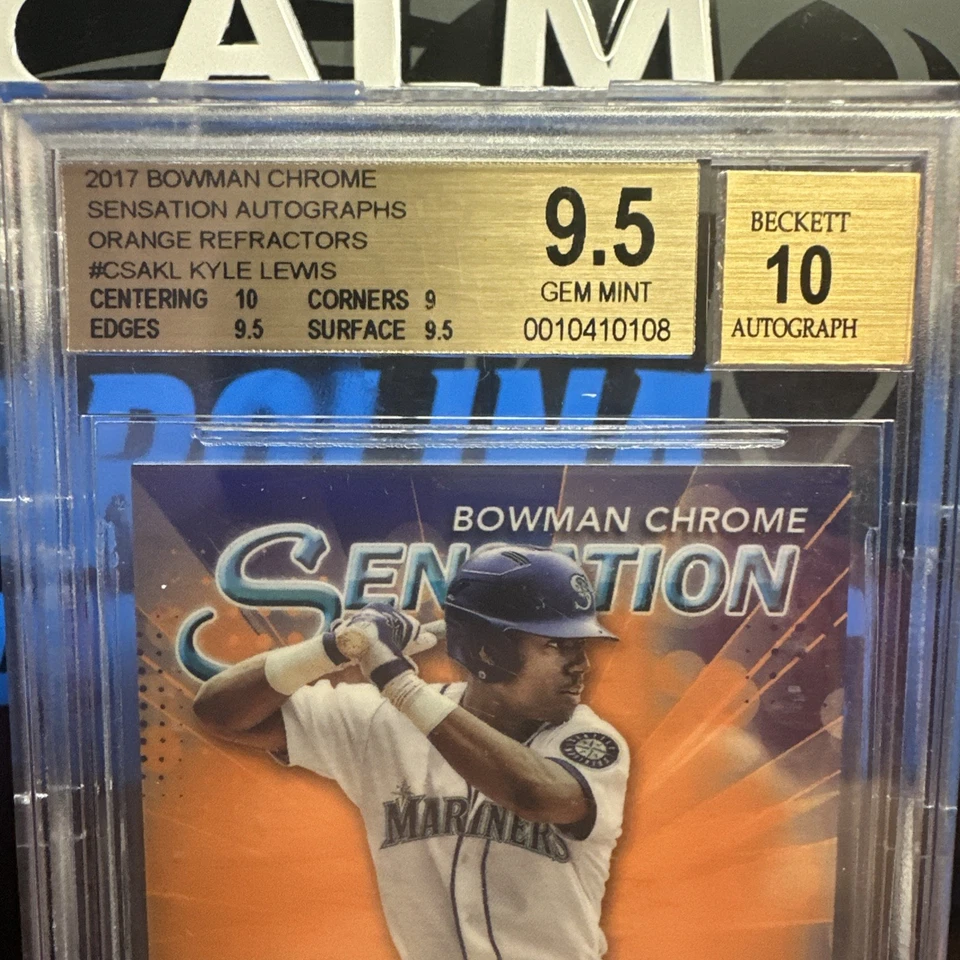 ALM
2017 BOWMAN CHROME
SENSATION AUTOGRAPHS
ORANGE REFRACTORS
#CSAKL KYLE LEWIS
CENTERING 10 CORNERS 9
EDGES 9.5 SURFACE 9.5
9.5
GEM MINT
0010410108
BECKETT
10
AUTOGRAPH
BOWMAN CHROME
SENSATION
MARINERS